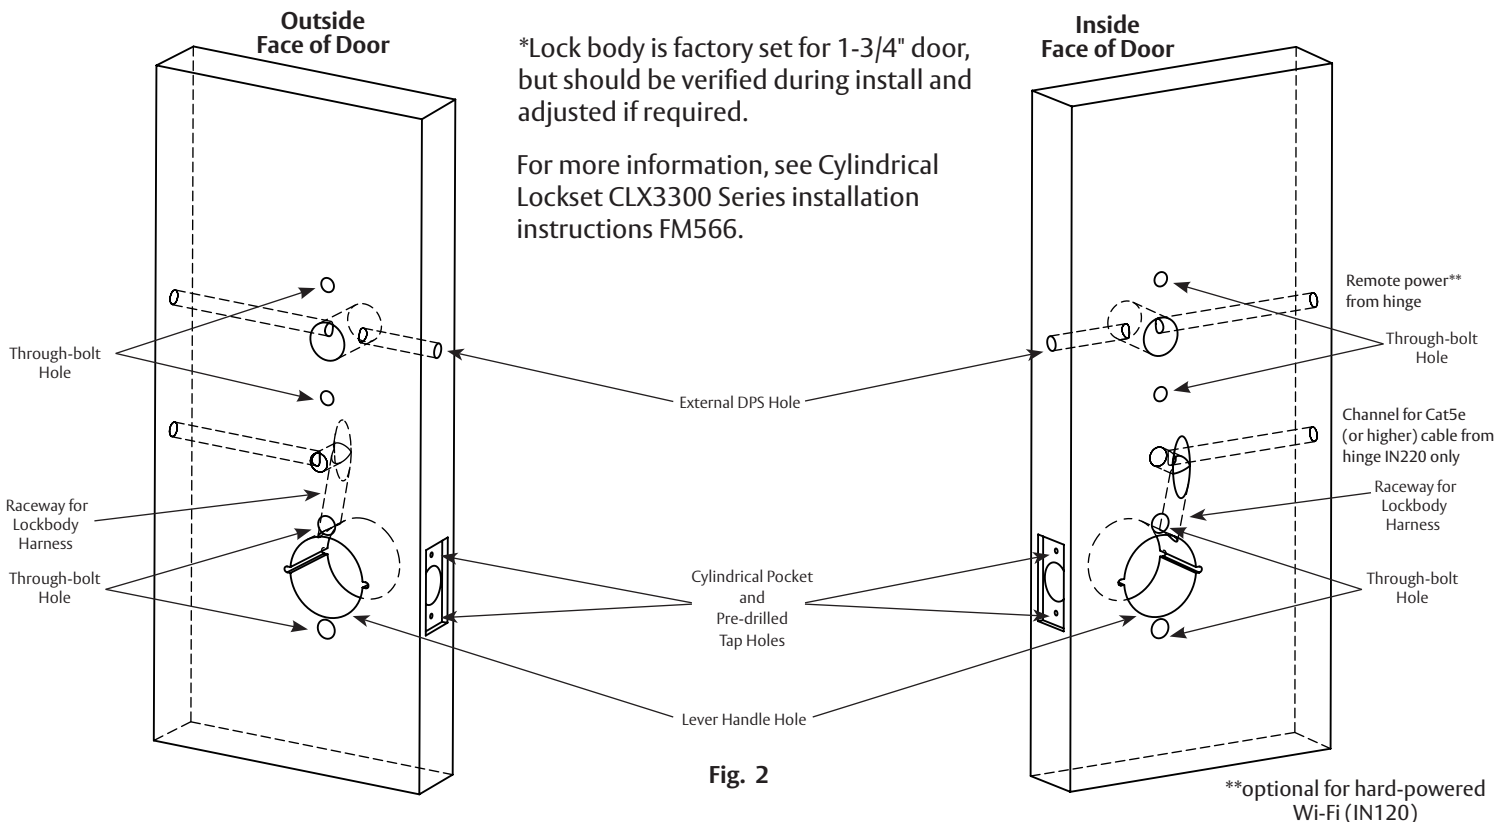 Outside
Face of Door
*Lock body is factory set for 1-3/4" door,
but should be verified during install and
adjusted if required.
For more information, see Cylindrical
Lockset CLX3300 Series installation
instructions FM566.
Inside
Face of Door
Through-bolt
Hole
Raceway for
Lockbody
Harness
Through-bolt
Hole
External DPS Hole
Cylindrical Pocket
and
Pre-drilled
Tap Holes
Lever Handle Hole
Remote power**
from hinge
Through-bolt
Hole
Channel for Cat5e
(or higher) cable from
hinge IN220 only
Raceway for
Lockbody
Harness
Through-bolt
Hole
Fig. 2
**optional for hard-powered
Wi-Fi (IN120)